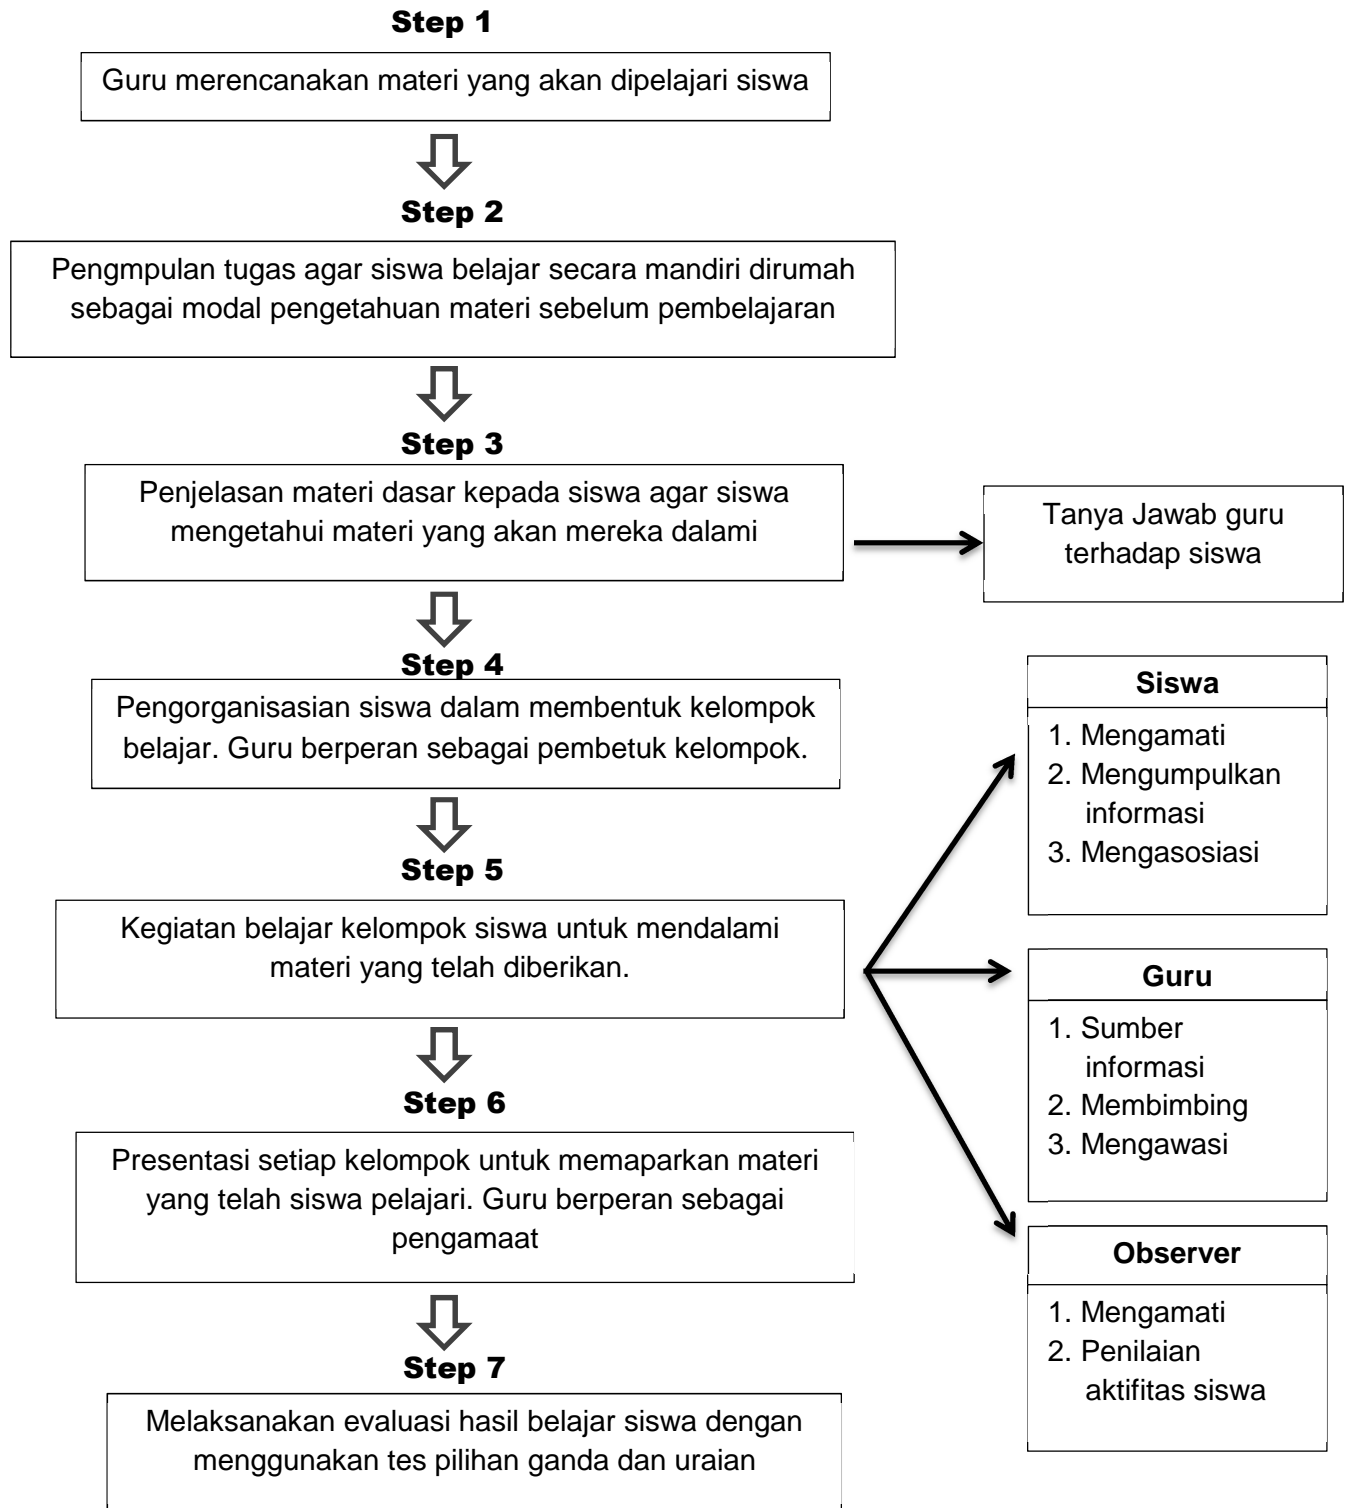 Step 1
Guru merencanakan materi yang akan dipelajari siswa
Step 2
Pengmpulan tugas agar siswa belajar secara mandiri dirumah
sebagai modal pengetahuan materi sebelum pembelajaran
Step 3
Penjelasan materi dasar kepada siswa agar siswa
mengetahui materi yang akan mereka dalami
Tanya Jawab guru
terhadap siswa
Step 4
Pengorganisasian siswa dalam membentuk kelompok
belajar. Guru berperan sebagai pembetuk kelompok.
Step 5
Kegiatan belajar kelompok siswa untuk mendalami
materi yang telah diberikan.
Siswa
1. Mengamati
2. Mengumpulkan
informasi
3. Mengasosiasi
Guru
1. Sumber
informasi
2. Membimbing
3. Mengawasi
Observer
1. Mengamati
2. Penilaian
aktifitas siswa
Step 6
Presentasi setiap kelompok untuk memaparkan materi
yang telah siswa pelajari. Guru berperan sebagai
pengamaat
Step 7
Melaksanakan evaluasi hasil belajar siswa dengan
menggunakan tes pilihan ganda dan uraian